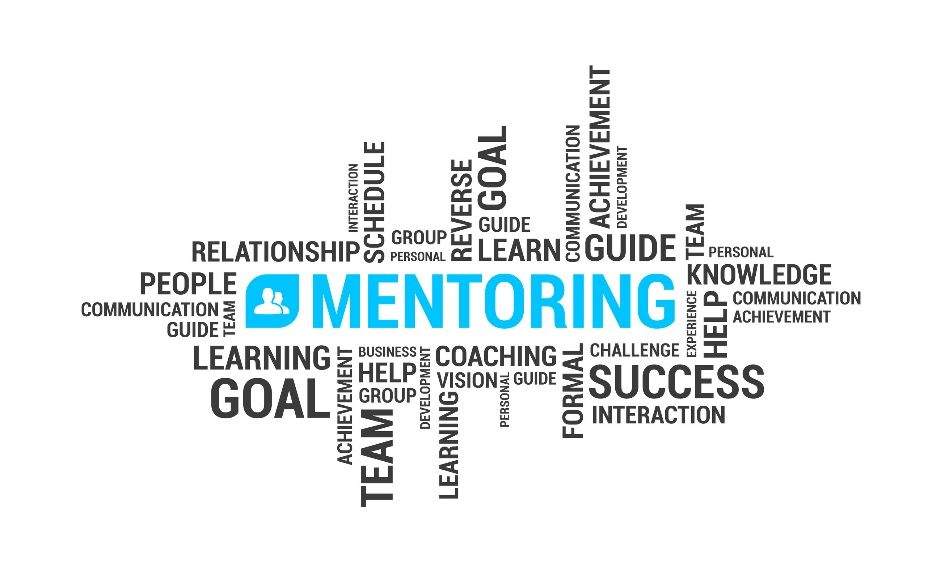 ACHIEVEMENT
COMMUNICATION
DEVELOPMENT
GOAL
REVERSE
SCHEDULE
INTERACTION
GUIDE
GROUP
PERSONAL
LEARN
GUIDE
TEAM
PERSONAL
RELATIONSHIP
PEOPLE
COMMUNICATION
GUIDE
TEAM
MENTORING
KNOWLEDGE
EXPERIENCE
HELP
COMMUNICATION
ACHIEVEMENT
LEARNING
GOAL
ACHIEVEMENT
BUSINESS
HELP
GROUP
TEAM
DEVELOPMENT
COACHING
VISION
LEARNING
PERSONAL
GUIDE
FORMAL
CHALLENGE
SUCCESS
INTERACTION